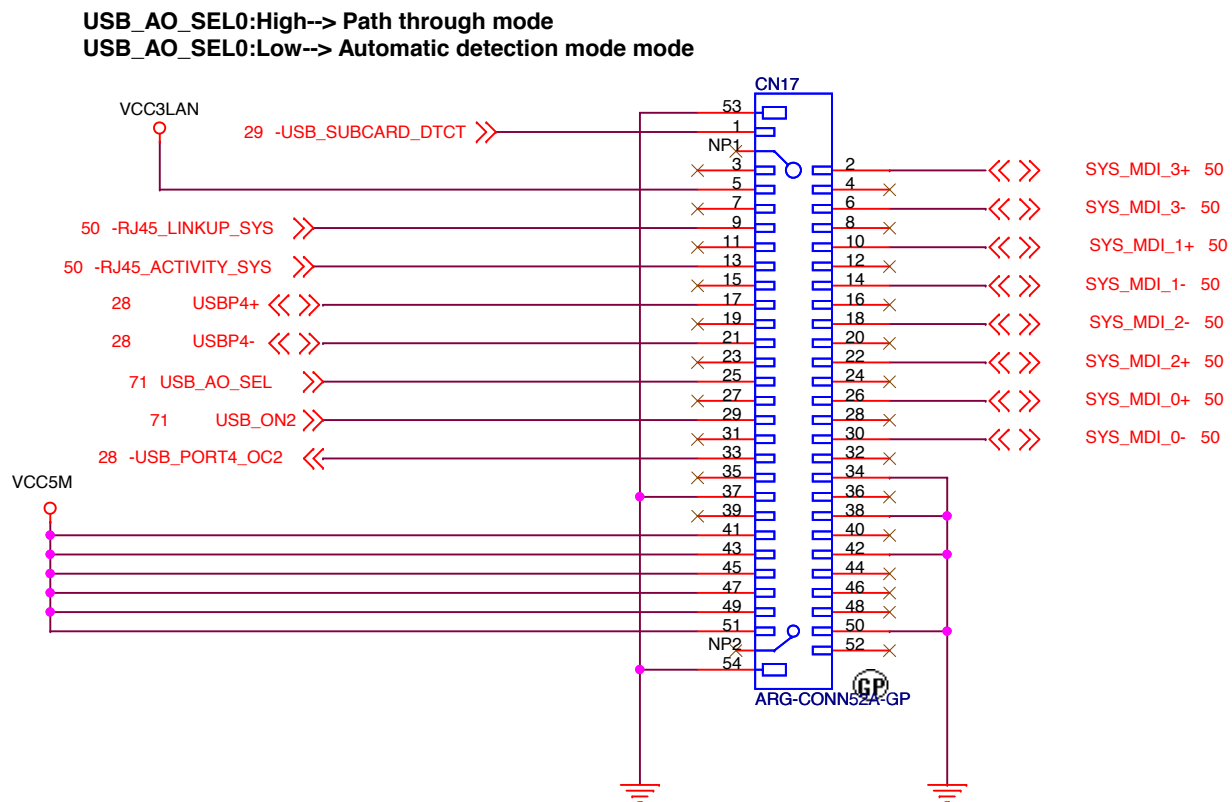 USB_AO_SEL0:High--> Path through mode
USB_AO_SEL0:Low--> Automatic detection mode mode
CN17
VCC3LAN
53
29 -USB_SUBCARD_DTCT
1
NP1
3
2
SYS_MDI_3+ 50
5
4
7
6
SYS_MDI_3- 50
50 -RJ45_LINKUP_SYS
9
8
11
10
SYS_MDI_1+ 50
50 -RJ45_ACTIVITY_SYS
13
12
15
14
SYS_MDI_1- 50
28 USBP4+
17
16
19
18
SYS_MDI_2- 50
28 USBP4-
21
20
23
22
SYS_MDI_2+ 50
71 USB_AO_SEL
25
24
27
26
SYS_MDI_0+ 50
71 USB_ON2
29
28
31
30
SYS_MDI_0- 50
28 -USB_PORT4_OC2
33
32
35
34
VCC5M
37
36
39
38
41
40
43
42
45
44
47
46
49
48
51
50
NP2
52
54
GP
ARG-CONN52A-GP